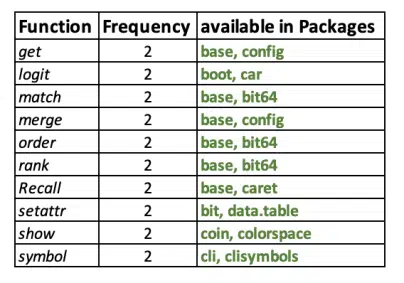 Function Frequency available in Packages
get 2 base, config
logit 2 boot, car
match 2 base, bit64
merge 2 base, config
order 2 base, bit64
rank 2 base, bit64
Recall 2 base, caret
setattr 2 bit, data.table
show 2 coin, colorspace
symbol 2 cli, clisymbols